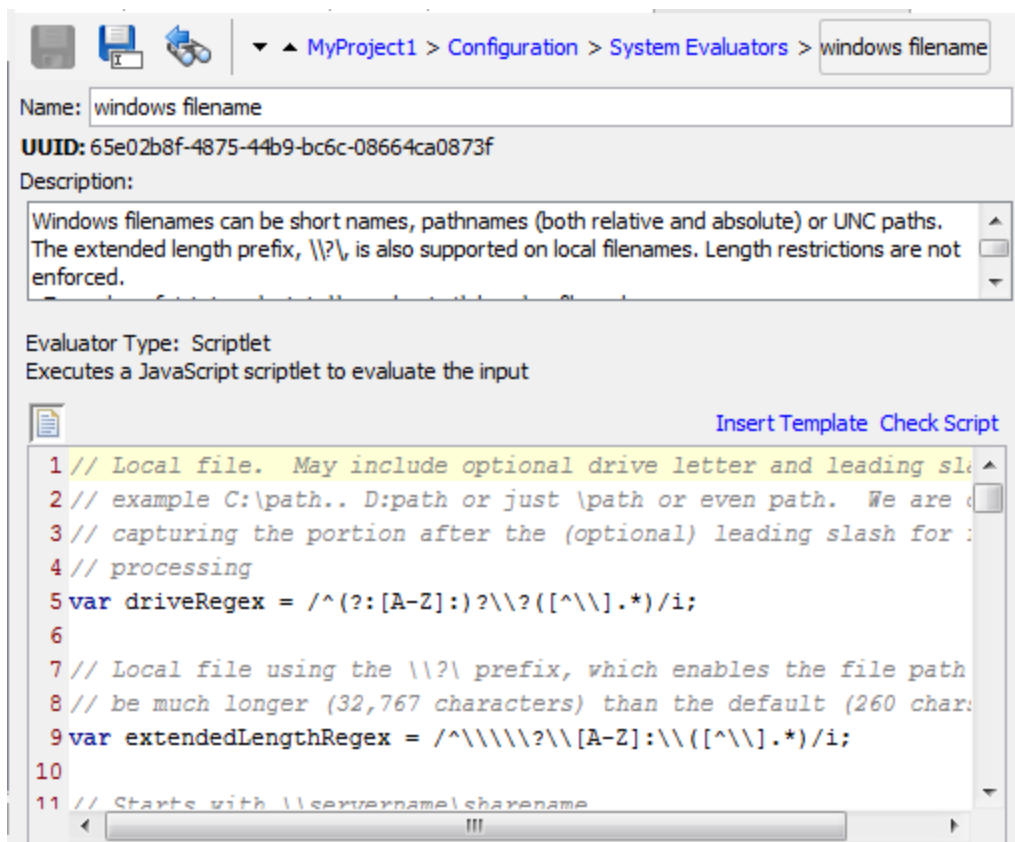 MyProject1 > Configuration > System Evaluators > windows filename
Name: windows filename
UUID: 65e02b8f-4875-44b9-bc6c-08664ca0873f
Description:
Windows filenames can be short names, pathnames (both relative and absolute) or UNC paths.
The extended length prefix, \\?\, is also supported on local filenames. Length restrictions are not
enforced.
Evaluator Type: Scriptlet
Executes a JavaScript scriptlet to evaluate the input
Insert Template Check Script
1 // Local file. May include optional drive letter and leading
2 // example C:\path.. D:path or just \path or even path. We are
3 // capturing the portion after the (optional) leading slash for
4 // processing
5 var driveRegex = /^(?:[A-Z]:)?\\?([^\\].*)/i;
6
7 // Local file using the \\?\ prefix, which enables the file path
8 // be much longer (32,767 characters) than the default (260
9 var extendedLengthRegex = /^\\\\\?\\[A-Z]:\\([^\\].*)/i;
10
11 // Starts with \\servername\sharename